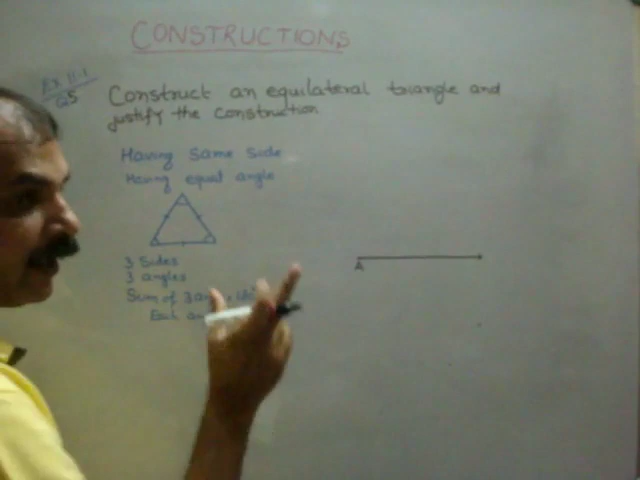 CONSTRUCTIONS
Ex 11.1
Q5
Construct an equilateral triangle and
justify the construction
Having Same Side
Having equal angle
3 Sides
3 angles
Sum of 3
Each
A